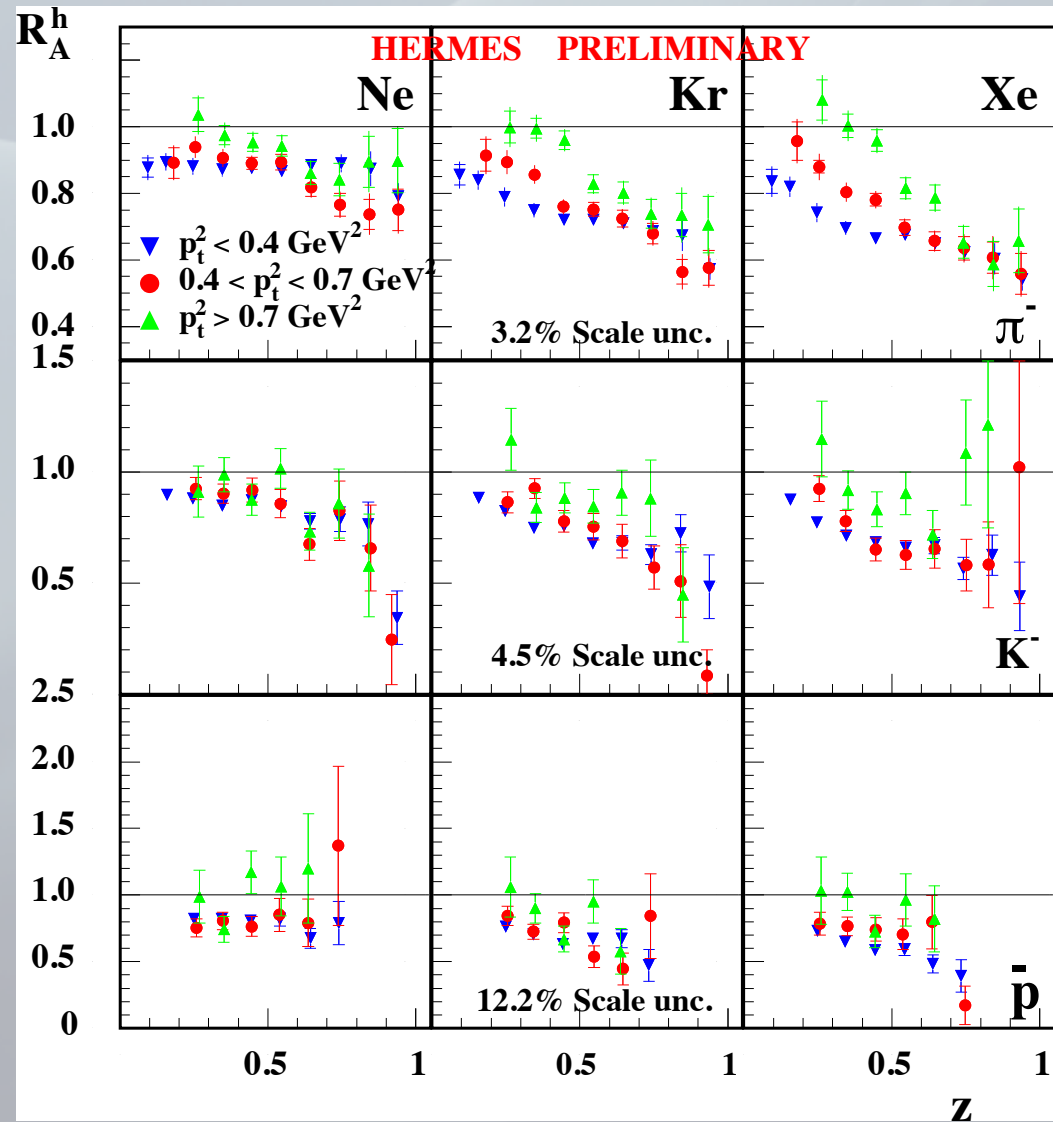 R_A^h
HERMES PRELIMINARY
Ne Kr Xe
1.0
0.8
▼ p_t^2 < 0.4 GeV^2
● 0.4 < p_t^2 < 0.7 GeV^2
▲ p_t^2 > 0.7 GeV^2
0.6
0.4
3.2% Scale unc.
π^-
1.5
1.0
0.5
4.5% Scale unc.
K^-
2.5
2.0
1.5
1.0
0.5
12.2% Scale unc.
p̄
0
0.5 1 0.5 1 0.5 1
z